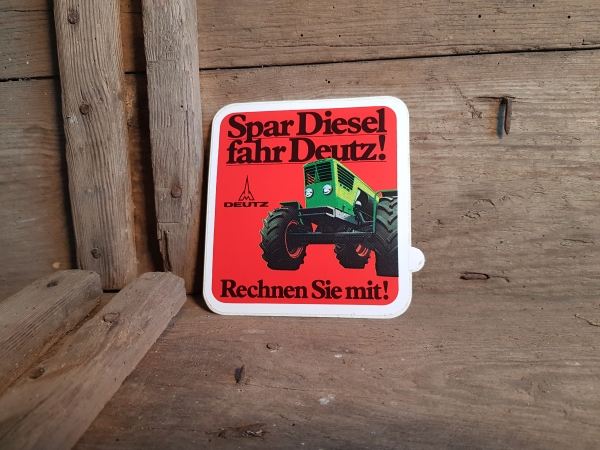 Spar Diesel
fahr Deutz!
DEUTZ
Rechnen Sie mit!